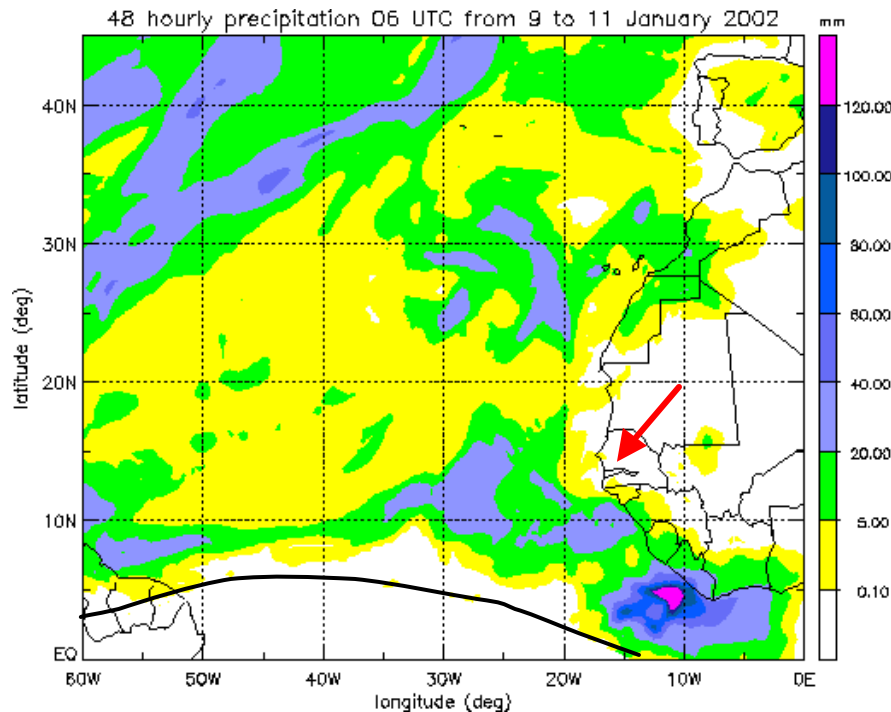 48 hourly precipitation 06 UTC from 9 to 11 January 2002
mm
40N
30N
20N
10N
EQ
latitude (deg)
120.00
100.00
80.00
60.00
40.00
20.00
5.00
0.10
60W 50W 40W 30W 20W 10W 0E
longitude (deg)